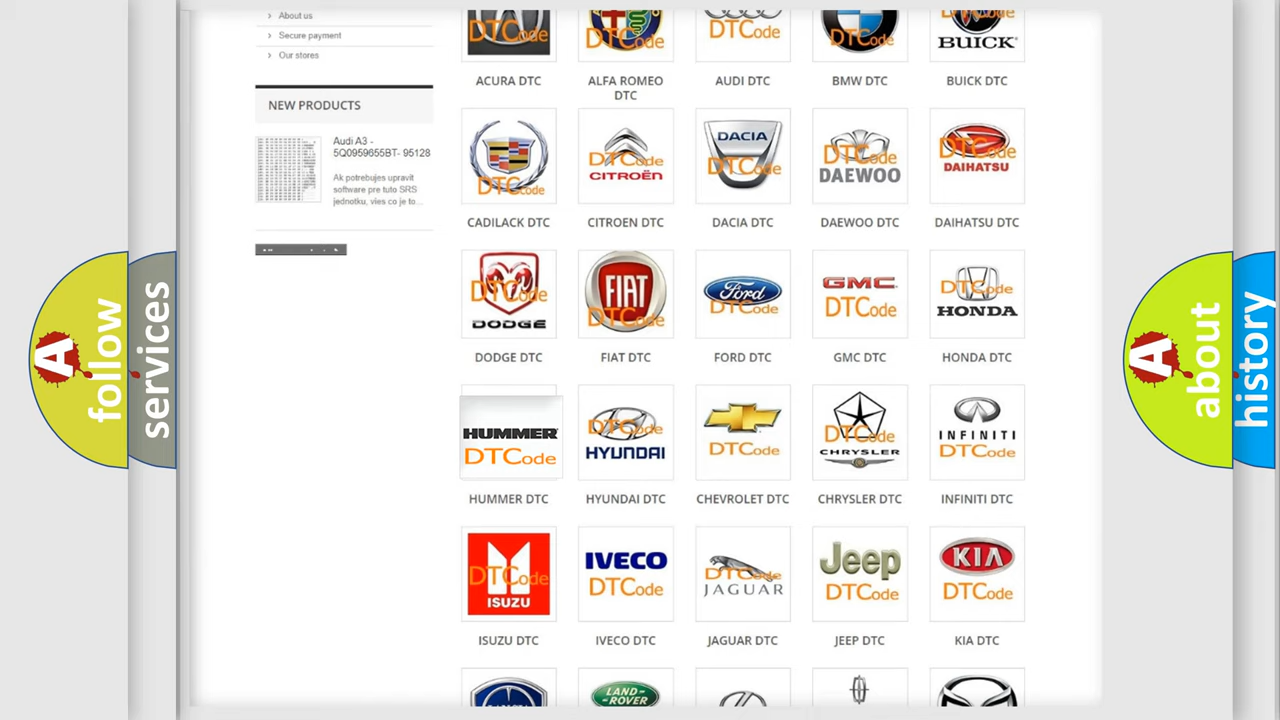 About us
Secure payment
Our stores
NEW PRODUCTS
Audi A3 -
5Q0959655BT- 95128
Ak potrebujes upravit
software pre tuto SRS
jednotku, vies co je to...
DTCode
DTCode
DTCode
DTCode
DTCode
BUICK
ACURA DTC
ALFA ROMEO
DTC
AUDI DTC
BMW DTC
BUICK DTC
DTCode
DTCode
CITROËN
DACIA
DTCode
DTCode
DAEWOO
DTCode
DAIHATSU
CADILACK DTC
CITROEN DTC
DACIA DTC
DAEWOO DTC
DAIHATSU DTC
DTCode
DODGE
FIAT
DTCode
Ford
DTCode
GMC
DTCode
DTCode
HONDA
DODGE DTC
FIAT DTC
FORD DTC
GMC DTC
HONDA DTC
HUMMER
DTCode
DTCode
HYUNDAI
DTCode
DTCode
CHRYSLER
INFINITI
DTCode
HUMMER DTC
HYUNDAI DTC
CHEVROLET DTC
CHRYSLER DTC
INFINITI DTC
DTCode
ISUZU
IVECO
DTCode
DTCode
JAGUAR
Jeep
DTCode
KIA
DTCode
ISUZU DTC
IVECO DTC
JAGUAR DTC
JEEP DTC
KIA DTC
LAND-
ROVER
A
follow
services
A
about
history